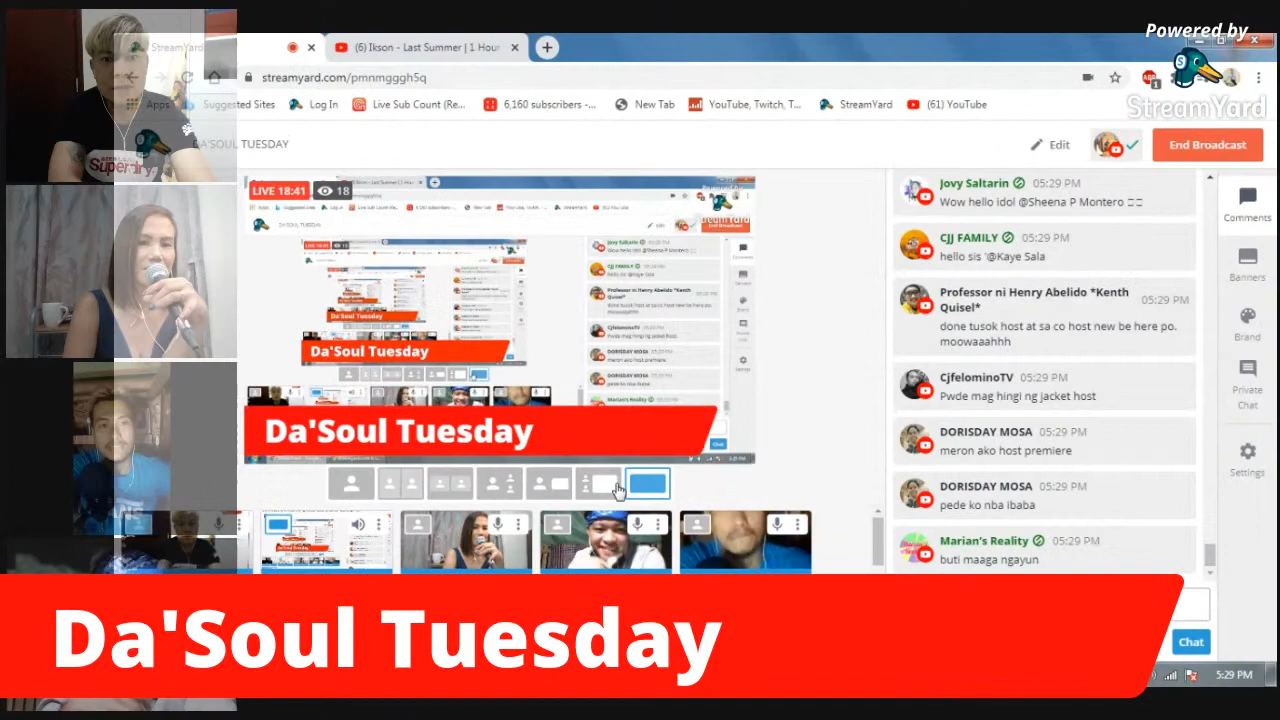 Powered by
StreamYard
StreamYard
(6) Ikson - Last Summer | 1 Hour
streamyard.com/pmnmgggh5q
Apps
Suggested Sites
Log In
Live Sub Count (Re...
6,160 subscribers -...
New Tab
YouTube, Twitch, T...
StreamYard
(61) YouTube
DA'SOUL TUESDAY
Edit
End Broadcast
LIVE 18:41
18
Da'Soul Tuesday
Da'Soul Tuesday
Da'Soul Tuesday
Superdry
Jovy Saltarin 05:29 PM
Wow hello idol @Sheena P Montero
CJJ FAMILY 05:29 PM
hello sis '@Kaye Sala
Professor ni Henry Abelido *Kenth
Quisel* 05:29 PM
done tusok host at sa co host new be here po.
moowaaahhh
CjfelominoTV 05:29 PM
Pwde mag hingi ng jacket host
DORISDAY MOSA 05:29 PM
meron ako host premiere
DORISDAY MOSA 05:29 PM
pede ko nba ibaba
Marian's Reality 05:29 PM
buti maaga ngayun
Comments
Banners
Brand
Private
Chat
Settings
Chat
5:29 PM
Da'Soul Tuesday